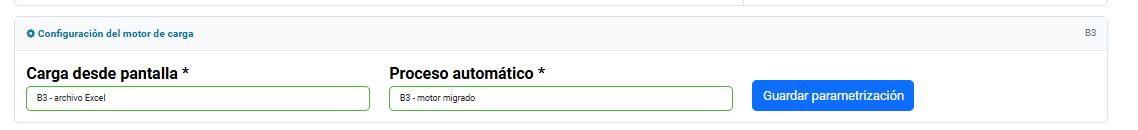 Configuración del motor de carga
B3
Carga desde pantalla *
Proceso automático *
B3 - archivo Excel
B3 - motor migrado
Guardar parametrización